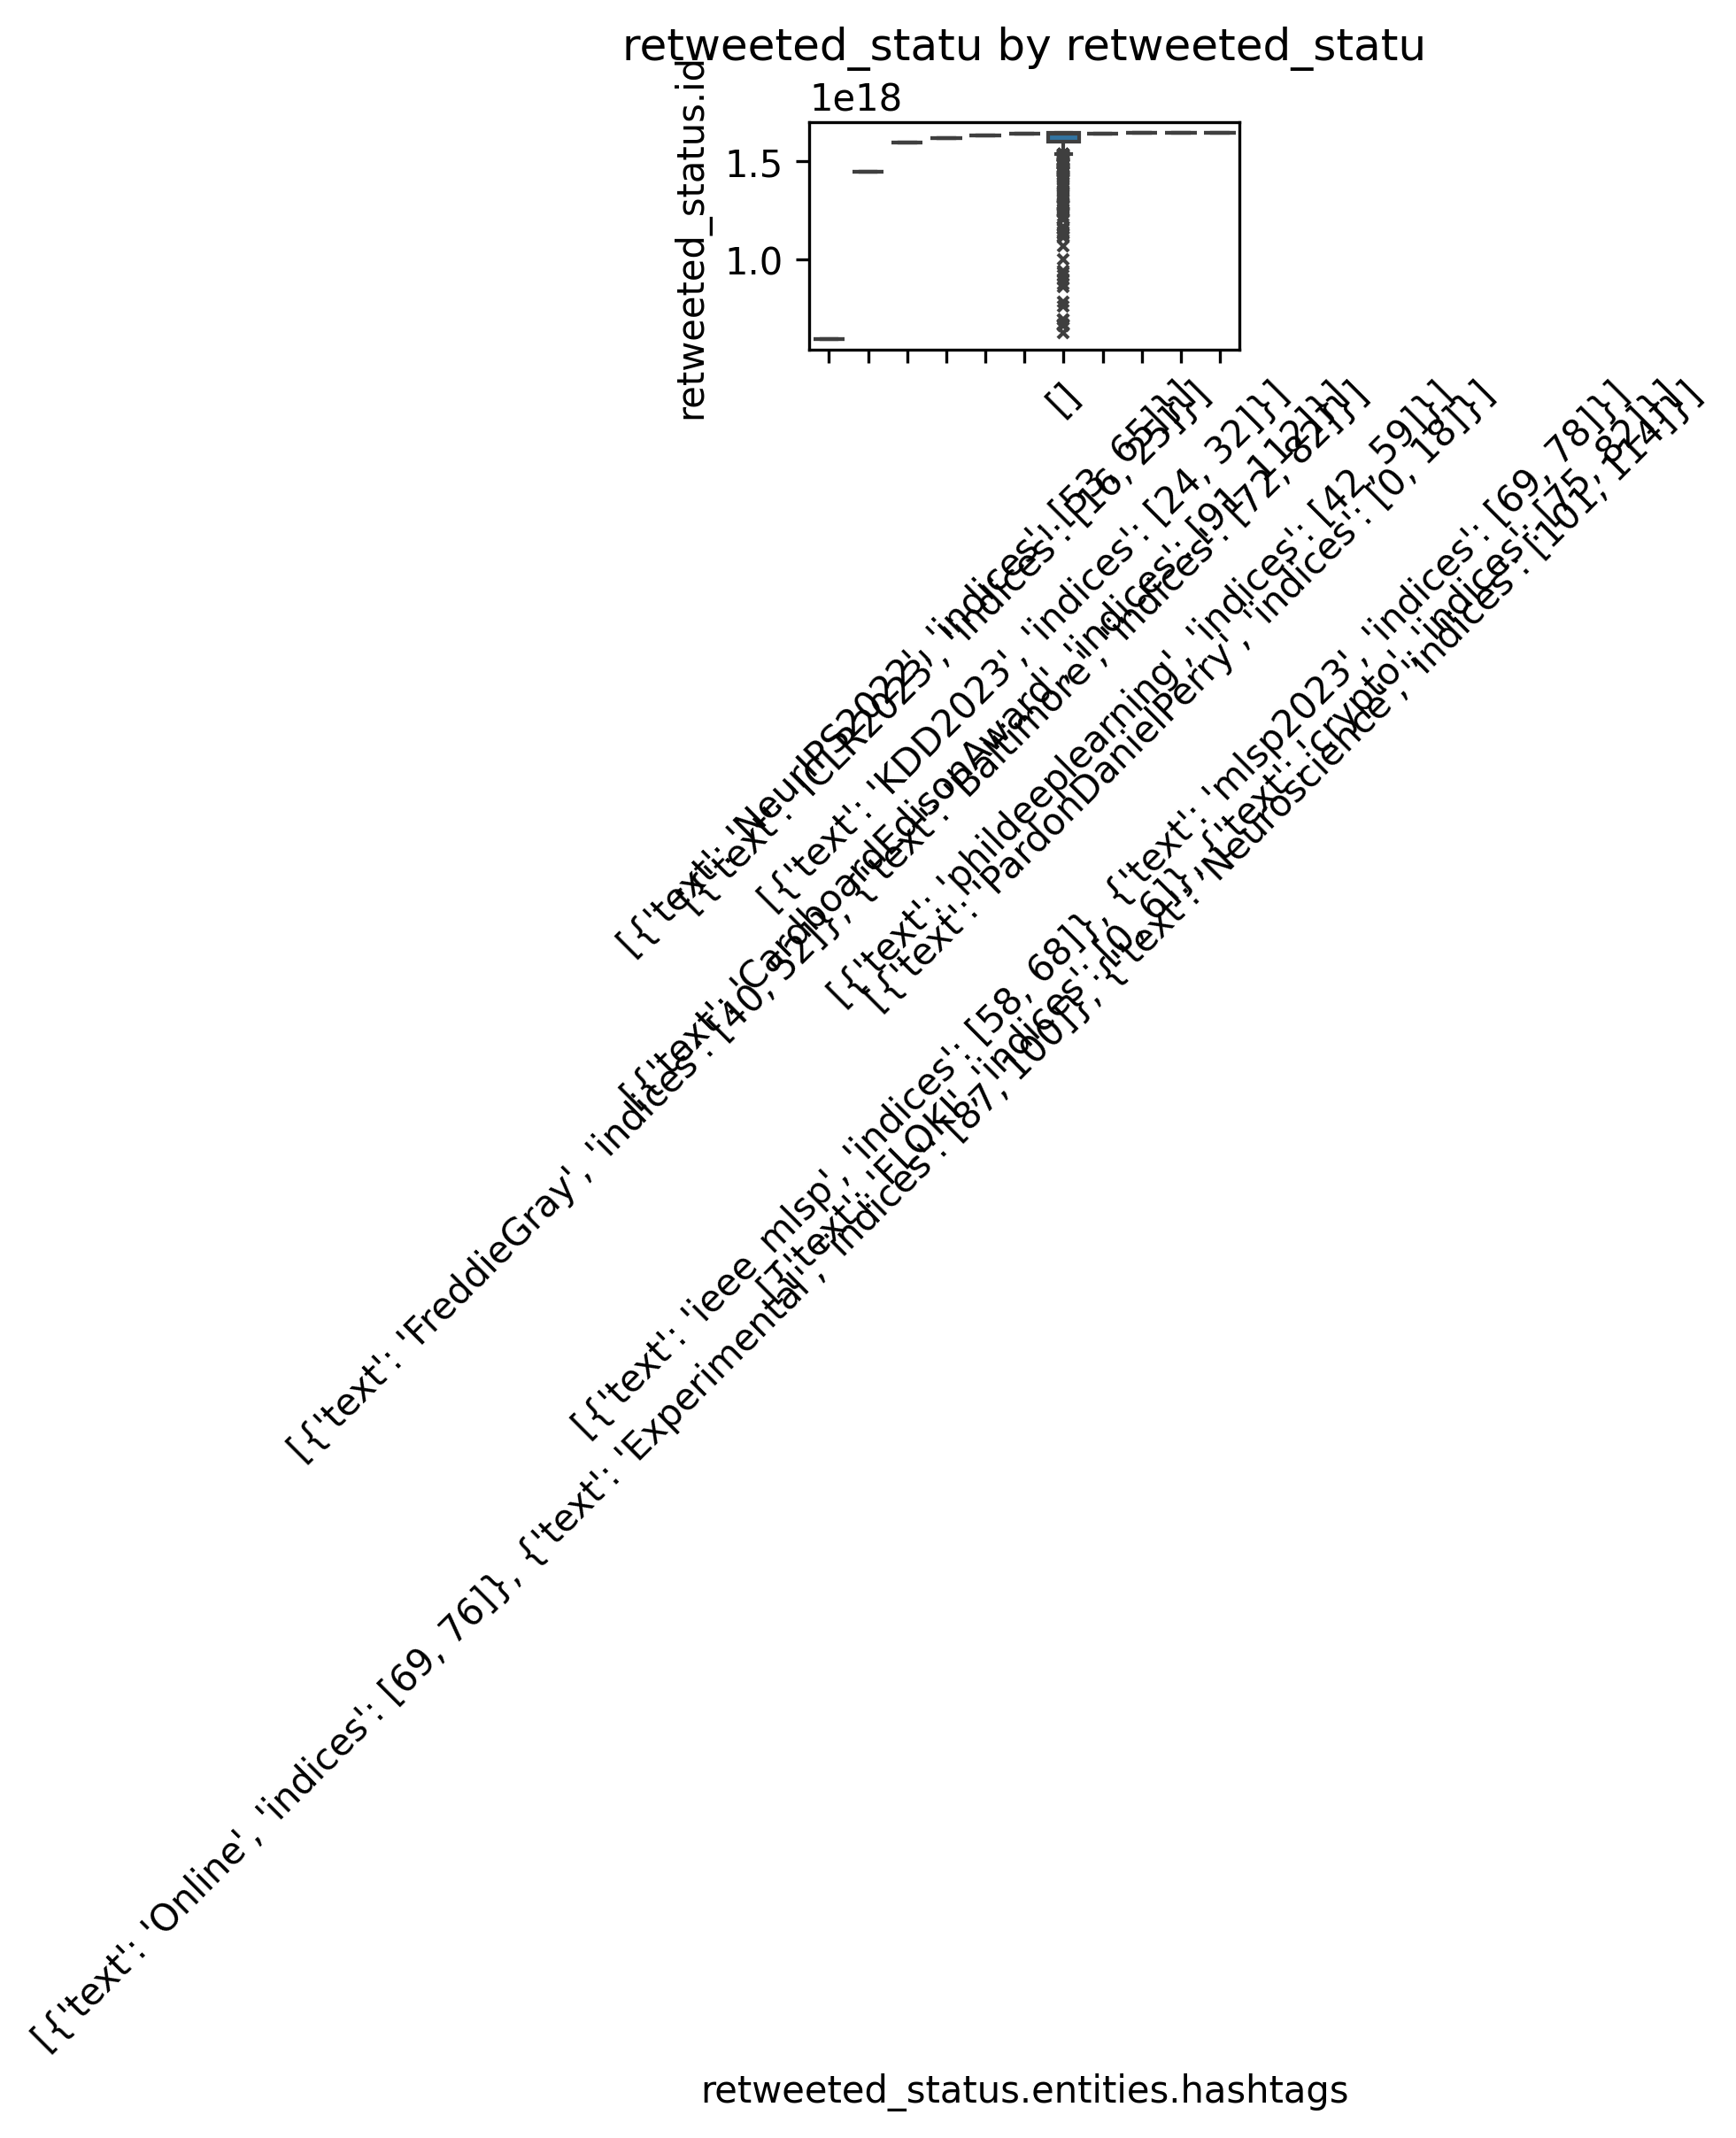 retweeted_statu by retweeted_statu
1e18
retweeted_status.id
1.5
1.0
[{'text': 'FreddieGray', 'indices': [40, 52]}, {'text': 'Baltimore', 'indices': [72, 82]}]
[{'text': 'Online', 'indices': [69, 76]}, {'text': 'Experimental', 'indices': [87, 100]}, {'text': 'Neuroscience', 'indices': [101, 114]}]
[{'text': 'NeurIPS2022', 'indices': [53, 65]}]
[{'text': 'ICLR2023', 'indices': [16, 25]}]
[{'text': 'CardboardEdisonAward', 'indices': [91, 112]}]
[{'text': 'KDD2023', 'indices': [24, 32]}]
[]
[{'text': 'ieee_mlsp', 'indices': [58, 68]}, {'text': 'mlsp2023', 'indices': [69, 78]}]
[{'text': 'phildeeplearning', 'indices': [42, 59]}]
[{'text': 'PardonDanielPerry', 'indices': [0, 18]}]
[{'text': 'FLOKI', 'indices': [0, 6]}, {'text': 'crypto', 'indices': [75, 82]}]
retweeted_status.entities.hashtags